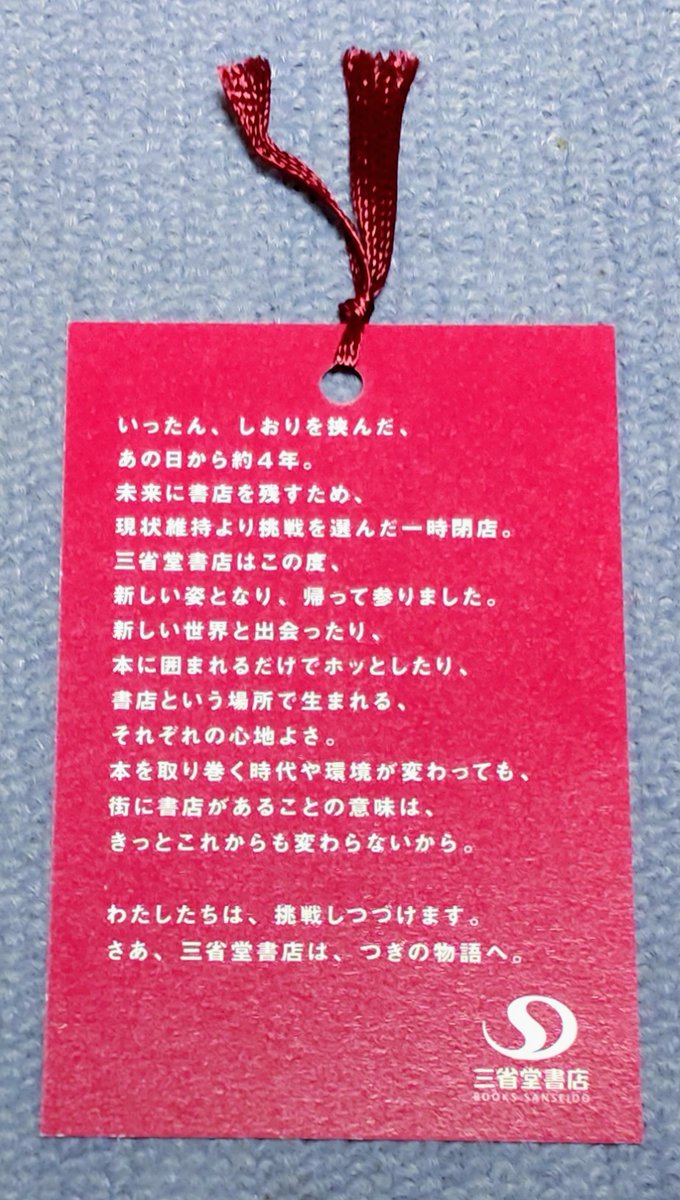 いったん、しおりを挟んだ、
あの日から約４年。
未来に書店を残すため、
現状維持より挑戦を選んだ一時閉店。
三省堂書店はこの度、
新しい姿となり、帰って参りました。
新しい世界と出会ったり、
本に囲まれるだけでホッとしたり、
書店という場所で生まれる、
それぞれの心地よさ。
本を取り巻く時代や環境が変わっても、
街に書店があることの意味は、
きっとこれからも変わらないから。
わたしたちは、挑戦しつづけます。
さあ、三省堂書店は、つぎの物語へ。
三省堂書店
BOOKS SANSEIDO